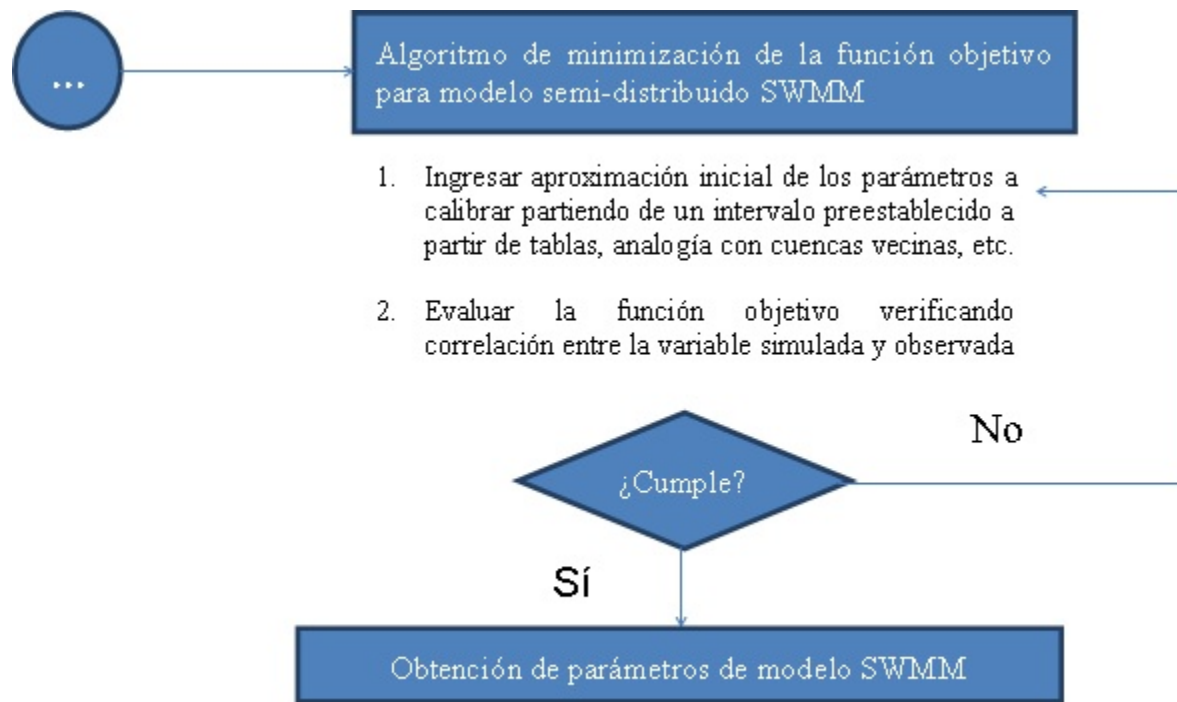 ...
Algoritmo de minimización de la función objetivo
para modelo semi-distribuido SWMM
1. Ingresar aproximación inicial de los parámetros a
calibrar partiendo de un intervalo preestablecido a
partir de tablas, analogía con cuencas vecinas, etc.
2. Evaluar la función objetivo verificando
correlación entre la variable simulada y observada
No
¿Cumple?
Sí
Obtención de parámetros de modelo SWMM